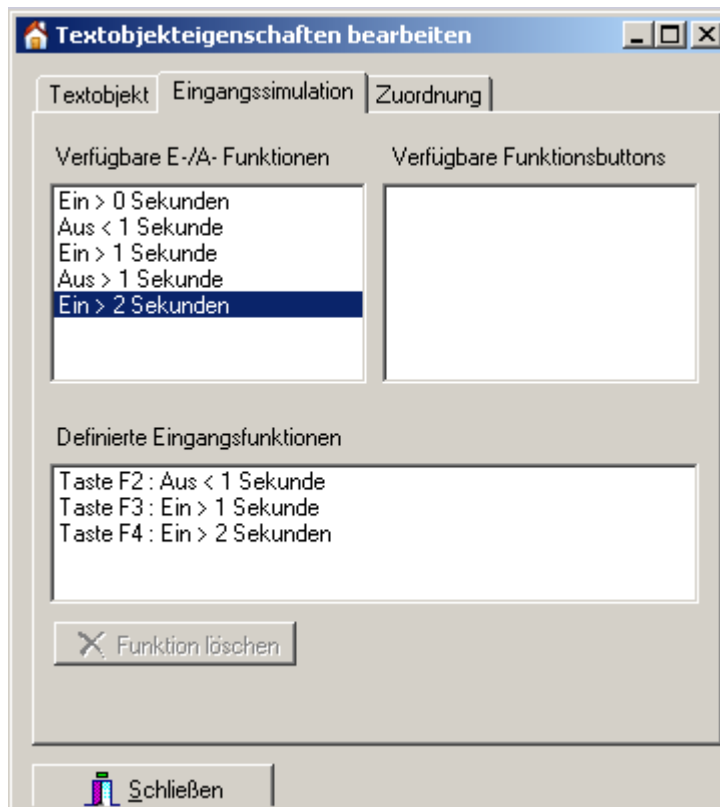 Textobjekteigenschaften bearbeiten
Textobjekt Eingangssimulation Zuordnung
Verfügbare E-/A- Funktionen
Ein > 0 Sekunden
Aus < 1 Sekunde
Ein > 1 Sekunde
Aus > 1 Sekunde
Ein > 2 Sekunden
Verfügbare Funktionsbuttons
Definierte Eingangsfunktionen
Taste F2 : Aus < 1 Sekunde
Taste F3 : Ein > 1 Sekunde
Taste F4 : Ein > 2 Sekunden
Funktion löschen
Schließen